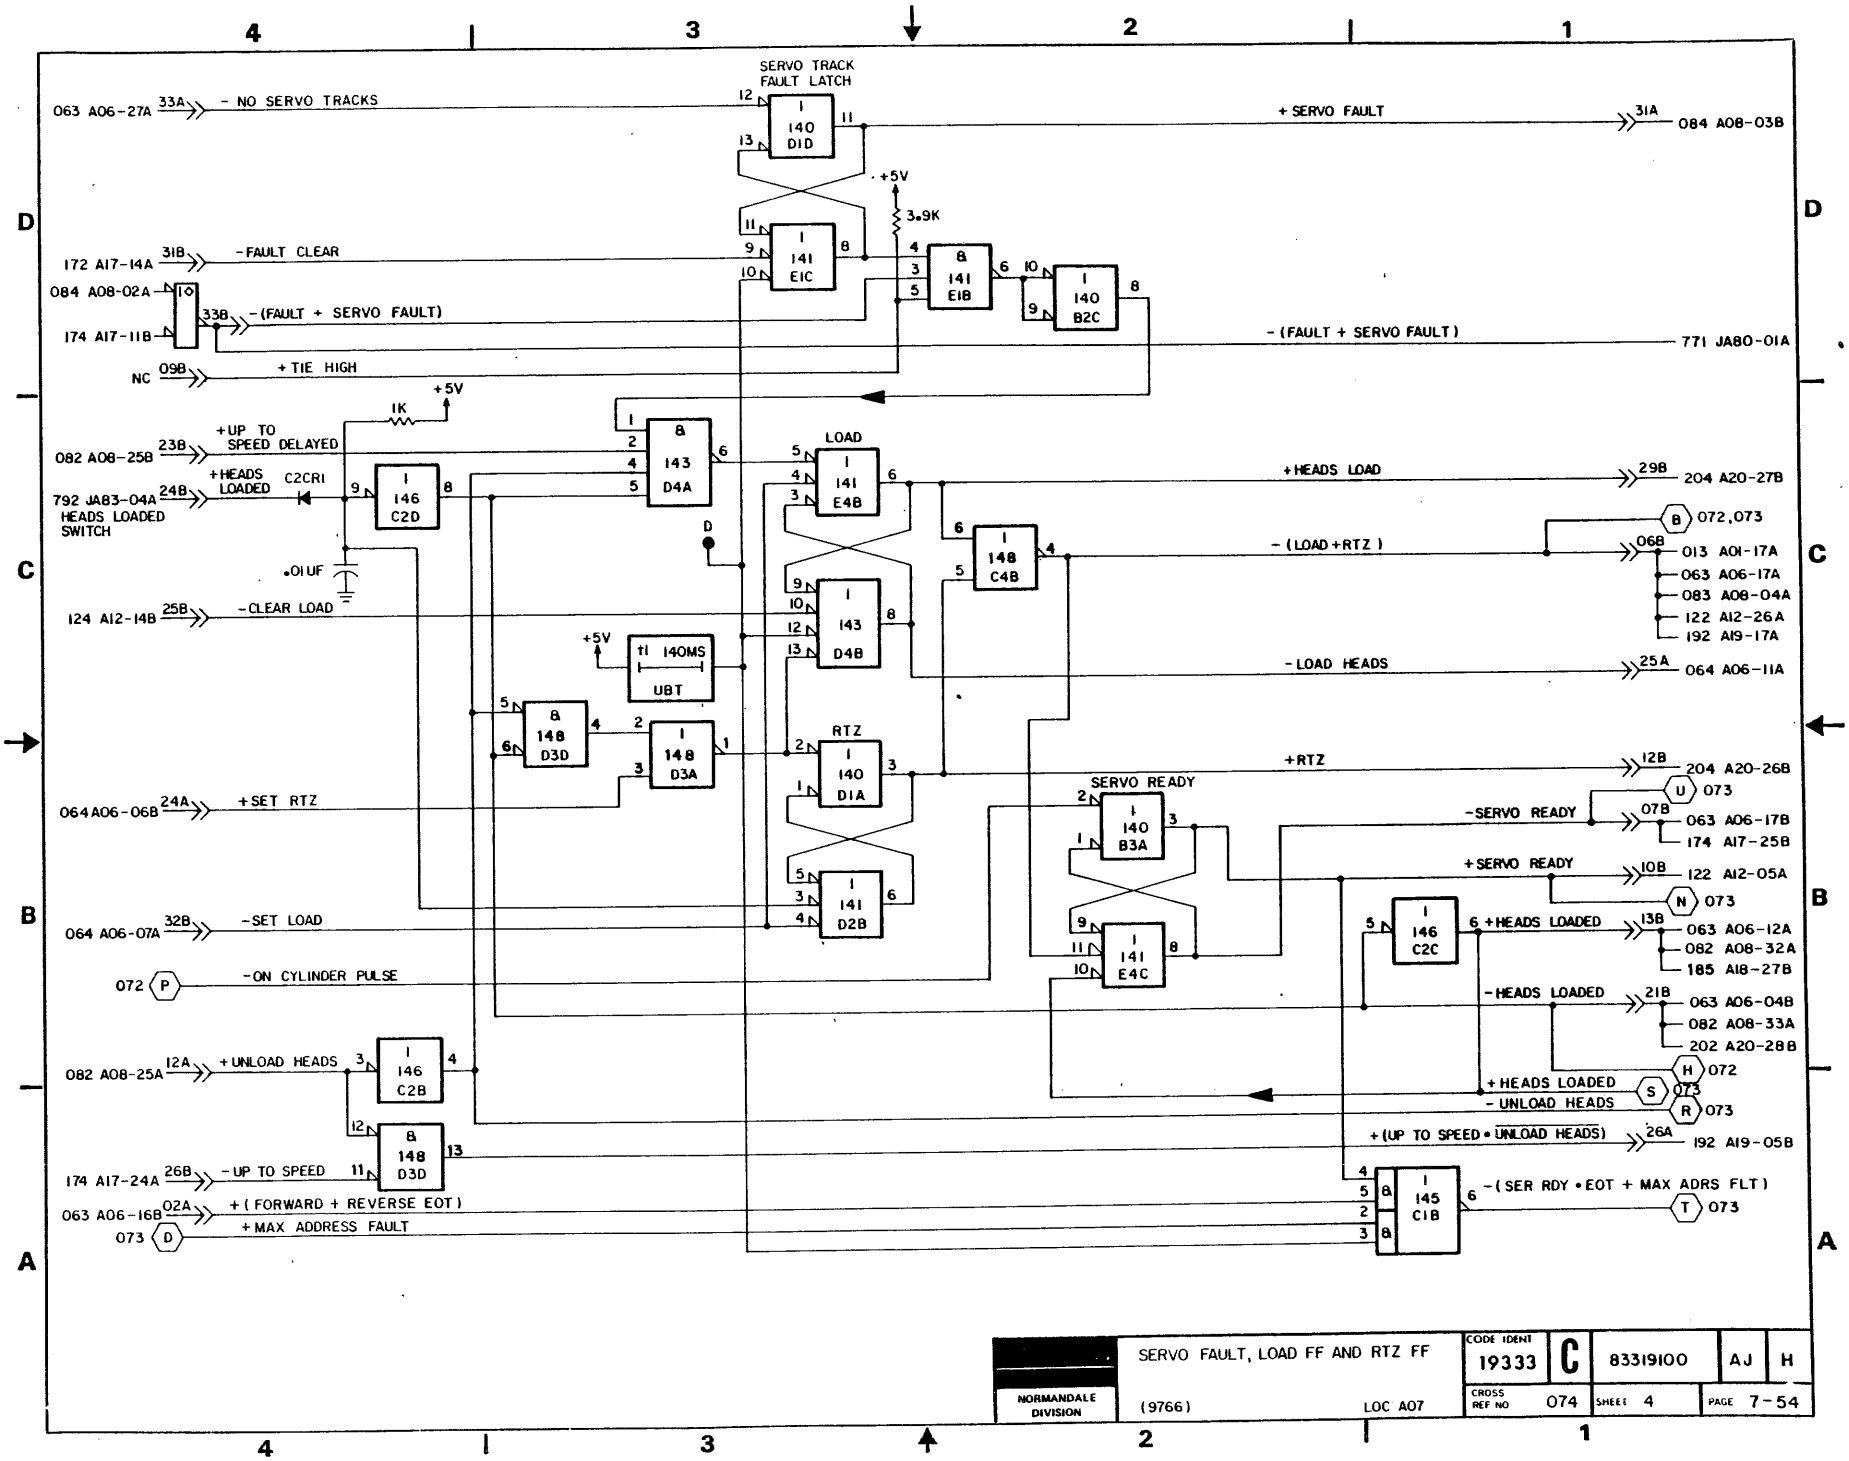 4 3 2 1
SERVO TRACK
FAULT LATCH
063 A06-27A 33A - NO SERVO TRACKS
12 13 1 140 D1D 11
+ SERVO FAULT 31A 084 A08-03B
+5V
3.9K
D D
172 A17-14A 31B -FAULT CLEAR
11 9 10 1 141 E1C 8
4 3 5 & 141 E1B 6
10 9 1 140 B2C 8
084 A08-02A
174 A17-11B
1◇ 33B -(FAULT + SERVO FAULT)
-(FAULT + SERVO FAULT) 771 JA80-01A
NC 09B + TIE HIGH
+5V
1K
082 A08-25B 23B +UP TO
SPEED DELAYED
792 JA83-04A 24B +HEADS
LOADED
HEADS LOADED
SWITCH
C2CR1
9 1 146 C2D 8
.01UF
1 2 4 5 & 143 D4A 6
D
LOAD
5 4 3 1 141 E4B 6
+HEADS LOAD 29B 204 A20-27B
B 072,073
6 5 1 148 C4B 4
-(LOAD+RTZ) 06B 013 A01-17A
063 A06-17A
083 A08-04A
122 A12-26A
192 A19-17A
C C
124 A12-14B 25B -CLEAR LOAD
9 10 12 13 1 143 D4B 8
-LOAD HEADS 25A 064 A06-11A
+5V
t1 140MS
UBT
5 6 & 148 D3D 4
2 3 1 148 D3A 1
RTZ
2 1 1 140 D1A 3
+RTZ 12B 204 A20-26B
064 A06-06B 24A +SET RTZ
SERVO READY
2 1 1 140 B3A 3
U 073
-SERVO READY 07B 063 A06-17B
174 A17-25B
+SERVO READY 10B 122 A12-05A
N 073
B B
5 3 4 1 141 D2B 6
064 A06-07A 32B -SET LOAD
9 11 10 1 141 E4C 8
5 1 146 C2C 6
+HEADS LOADED 13B 063 A06-12A
082 A08-32A
185 A18-27B
072 P -ON CYLINDER PULSE
-HEADS LOADED 21B 063 A06-04B
082 A08-33A
202 A20-28B
H 072
082 A08-25A 12A +UNLOAD HEADS
3 1 146 C2B 4
+HEADS LOADED S 073
- UNLOAD HEADS R 073
12 11 & 148 D3D 13
+(UP TO SPEED•UNLOAD HEADS) 26A 192 A19-05B
174 A17-24A 26B -UP TO SPEED
063 A06-16B 02A +(FORWARD + REVERSE EOT)
073 D +MAX ADDRESS FAULT
4 5 2 3 & & 1 145 C1B 6
-(SER RDY•EOT + MAX ADRS FLT)
T 073
A A
NORMANDALE
DIVISION
SERVO FAULT, LOAD FF AND RTZ FF
(9766) LOC A07
CODE IDENT
19333 C 83319100 AJ H
CROSS
REF NO 074 SHEET 4 PAGE 7-54
4 3 2 1